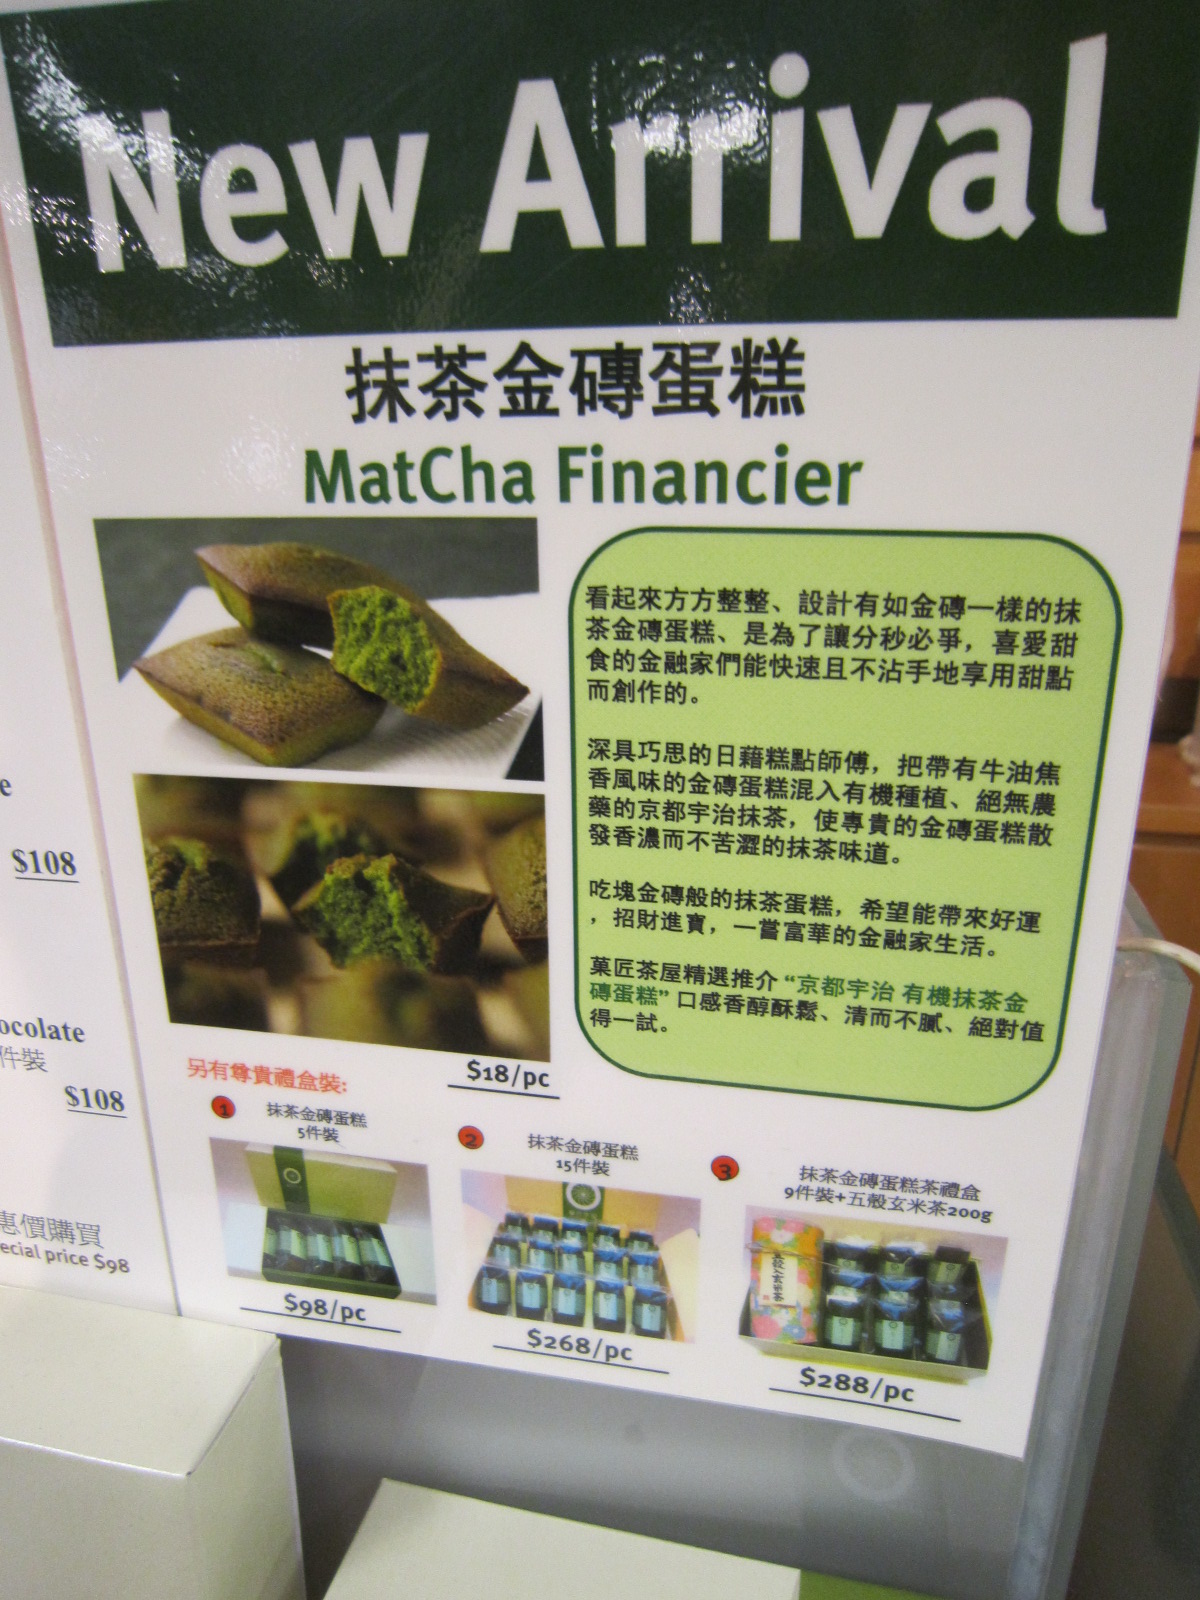 New Arrival
抹茶金磚蛋糕
MatCha Financier
看起來方方整整、設計有如金磚一樣的抹
茶金磚蛋糕、是為了讓分秒必爭，喜愛甜
食的金融家們能快速且不沾手地享用甜點
而創作的。
深具巧思的日藉糕點師傅，把帶有牛油焦
香風味的金磚蛋糕混入有機種植、絕無農
藥的京都宇治抹茶，使專貴的金磚蛋糕散
發香濃而不苦澀的抹茶味道。
吃塊金磚般的抹茶蛋糕，希望能帶來好運
，招財進寶，一嘗富華的金融家生活。
菓匠茶屋精選推介 “京都宇治 有機抹茶金
磚蛋糕” 口感香醇酥鬆、清而不膩、絕對值
得一試。
$18/pc
另有尊貴禮盒裝:
1
抹茶金磚蛋糕
5件裝
$98/pc
2
抹茶金磚蛋糕
15件裝
$268/pc
3
抹茶金磚蛋糕茶禮盒
9件裝+五殼玄米茶200g
玄米茶
$288/pc
e
$108
ocolate
件裝
$108
惠價購買
ecial price $98